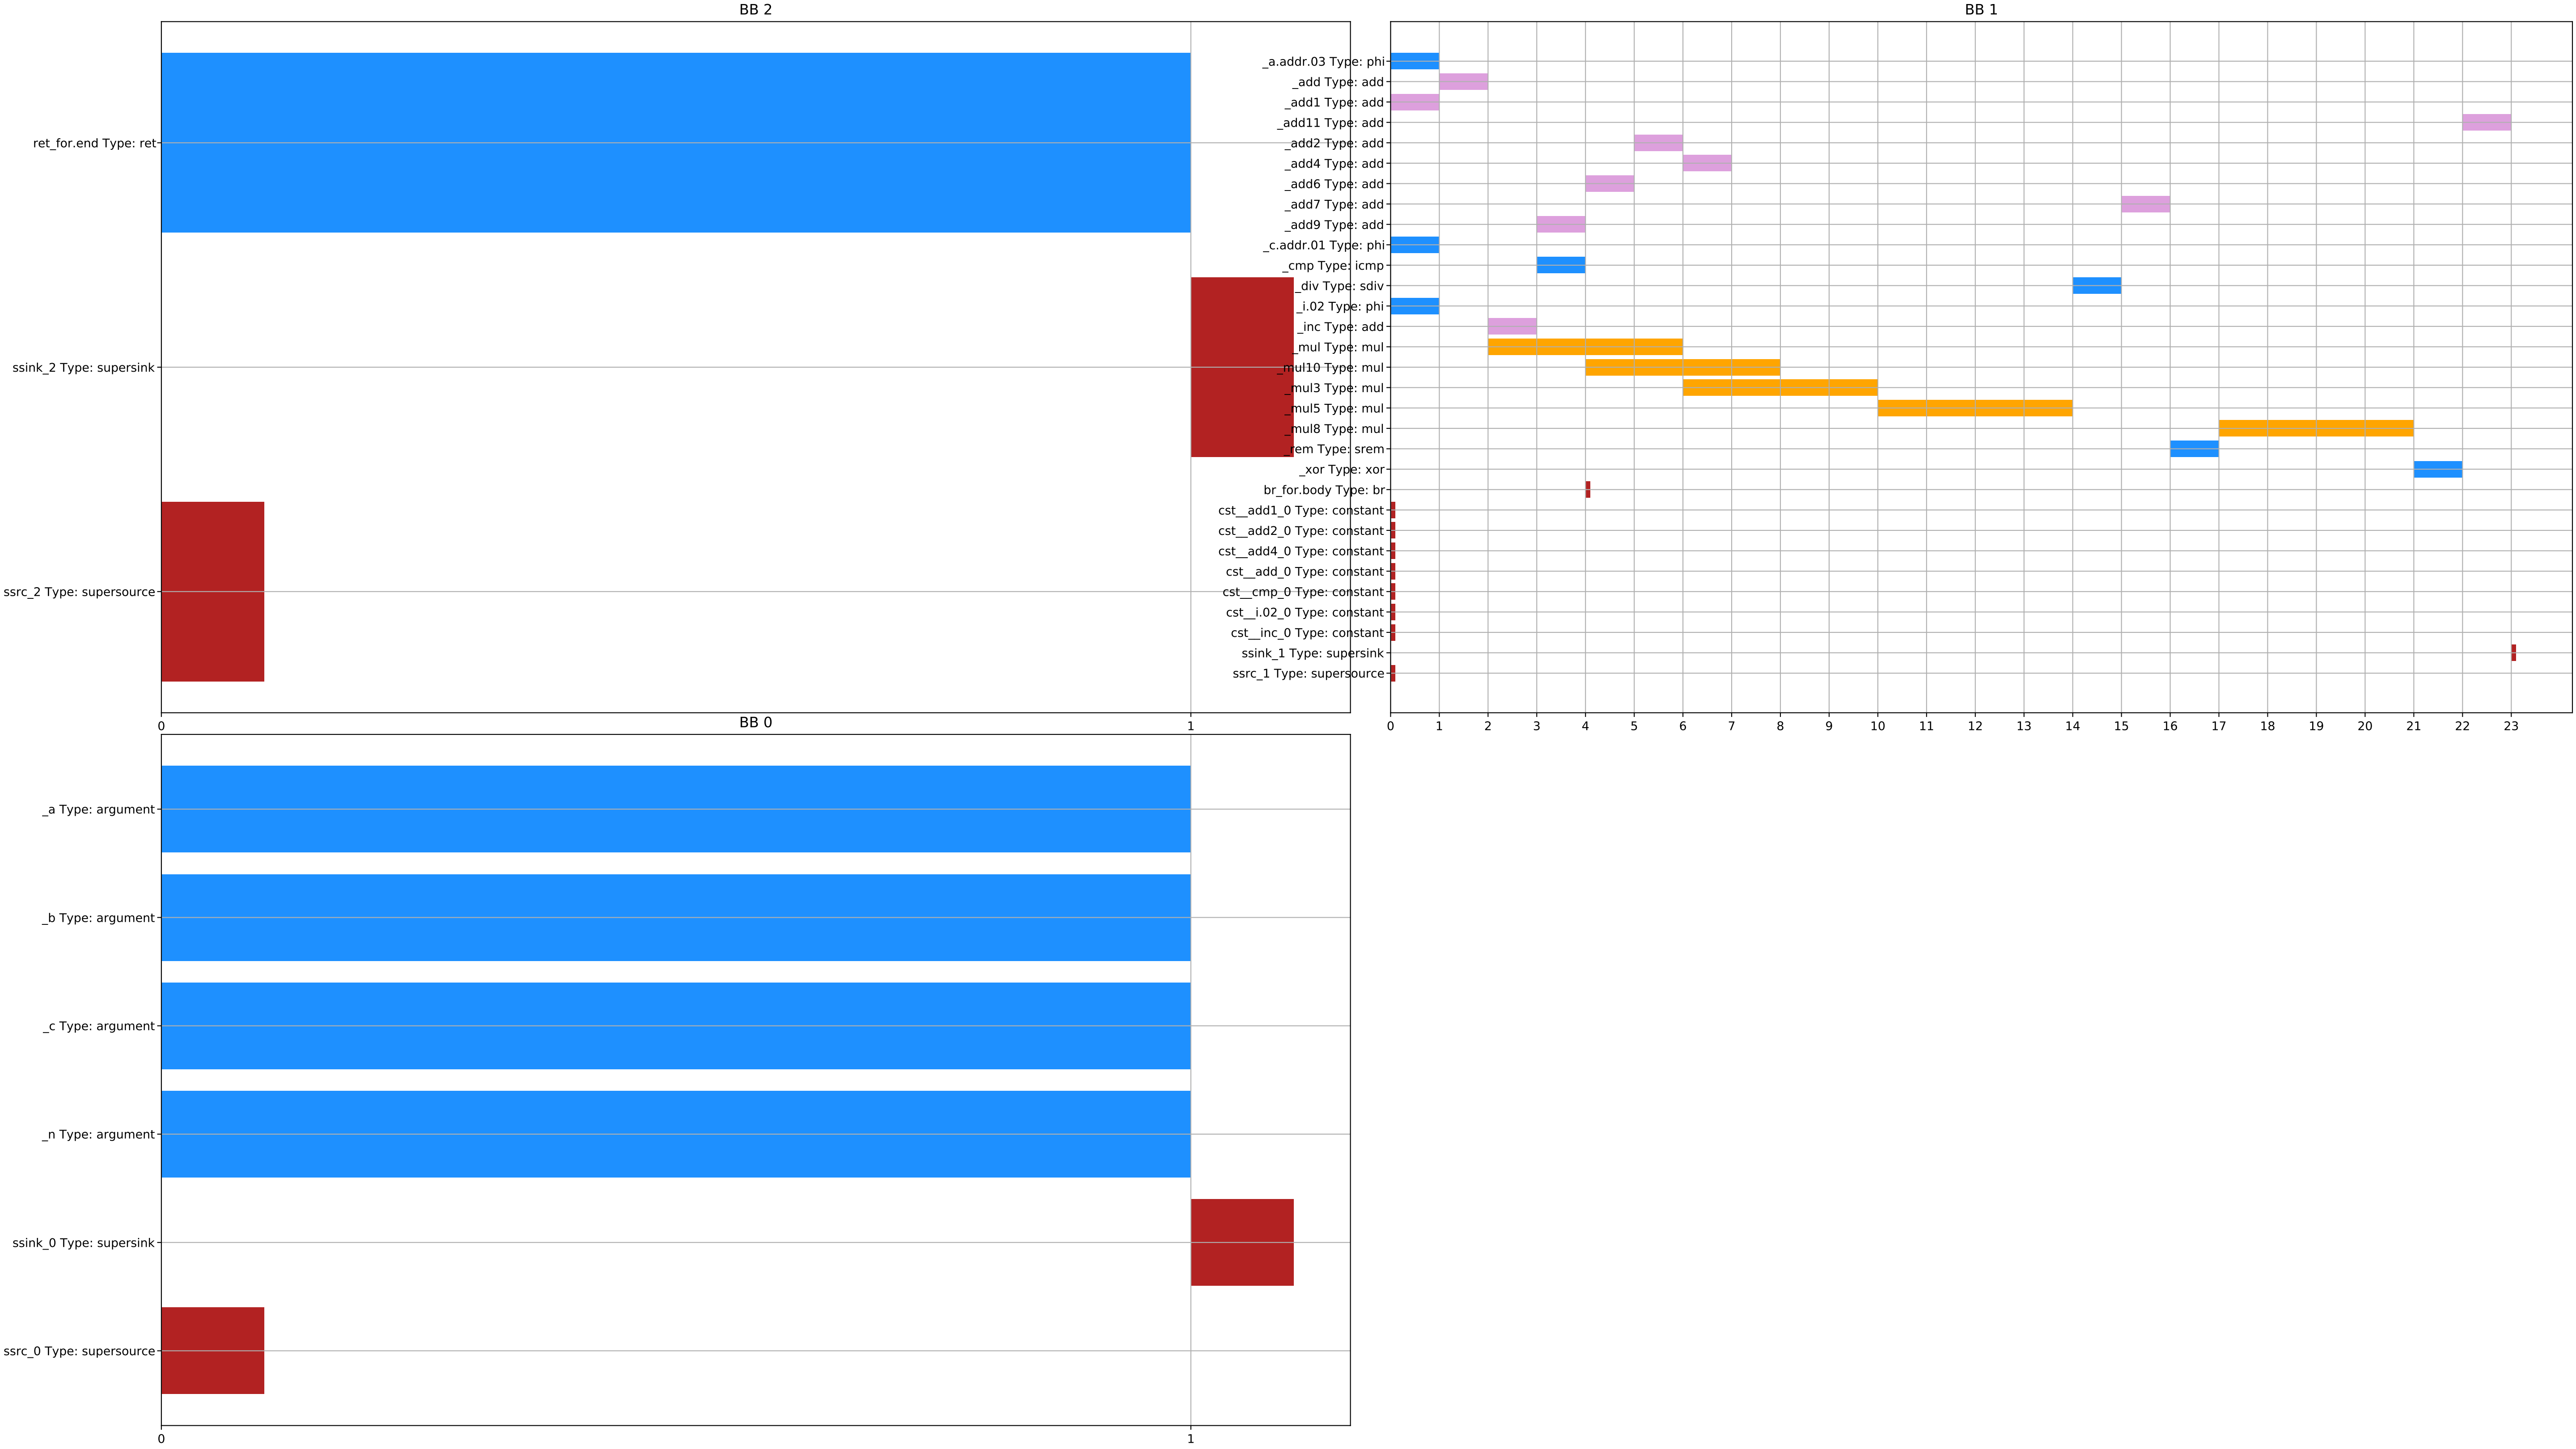 BB 2
ret_for.end Type: ret
ssink_2 Type: supersink
ssrc_2 Type: supersource
0 1
BB 1
_a.addr.03 Type: phi
_add Type: add
_add1 Type: add
_add11 Type: add
_add2 Type: add
_add4 Type: add
_add6 Type: add
_add7 Type: add
_add9 Type: add
_c.addr.01 Type: phi
_cmp Type: icmp
_div Type: sdiv
_i.02 Type: phi
_inc Type: add
_mul Type: mul
_mul10 Type: mul
_mul3 Type: mul
_mul5 Type: mul
_mul8 Type: mul
_rem Type: srem
_xor Type: xor
br_for.body Type: br
cst__add1_0 Type: constant
cst__add2_0 Type: constant
cst__add4_0 Type: constant
cst__add_0 Type: constant
cst__cmp_0 Type: constant
cst__i.02_0 Type: constant
cst__inc_0 Type: constant
ssink_1 Type: supersink
ssrc_1 Type: supersource
0 1 2 3 4 5 6 7 8 9 10 11 12 13 14 15 16 17 18 19 20 21 22 23
BB 0
_a Type: argument
_b Type: argument
_c Type: argument
_n Type: argument
ssink_0 Type: supersink
ssrc_0 Type: supersource
0 1